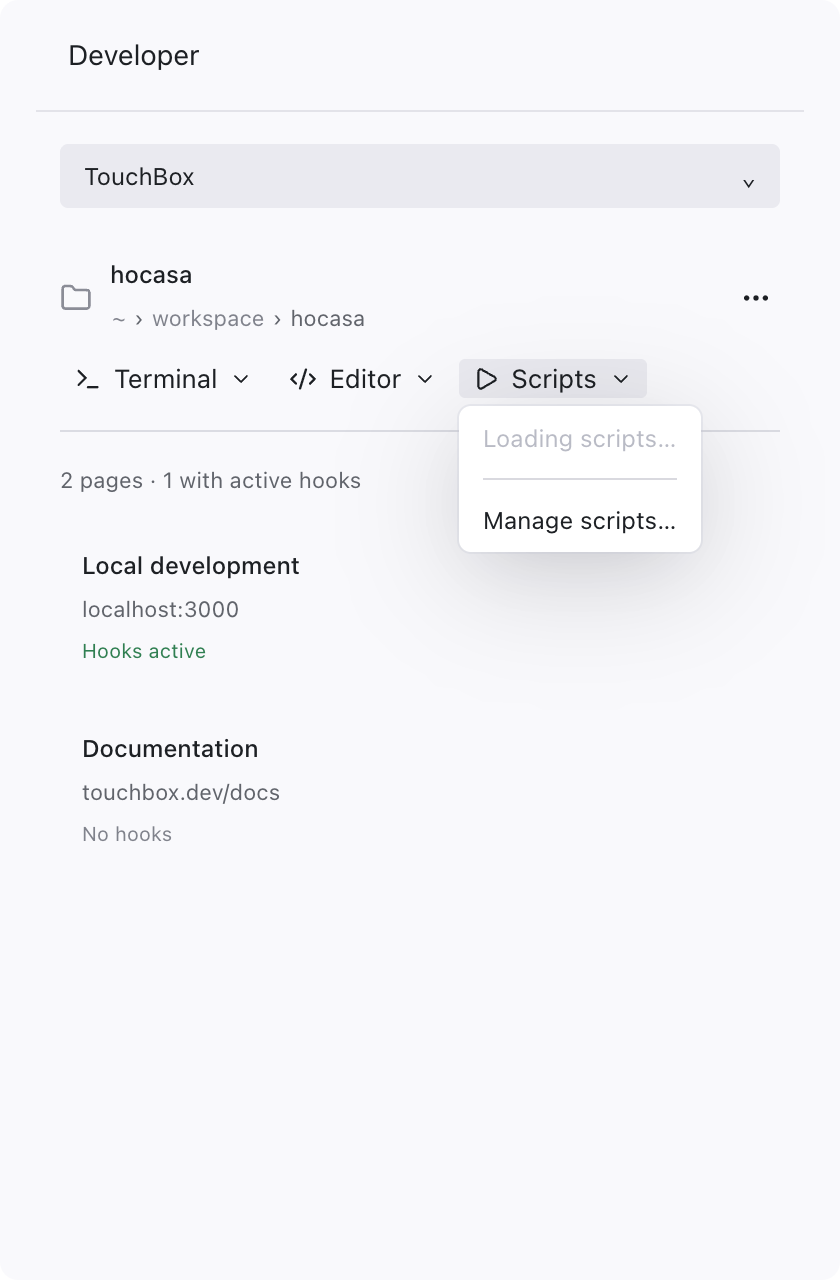 Developer
TouchBox
hocasa
~ › workspace › hocasa
Terminal
Editor
Scripts
Loading scripts...
Manage scripts...
2 pages · 1 with active hooks
Local development
localhost:3000
Hooks active
Documentation
touchbox.dev/docs
No hooks